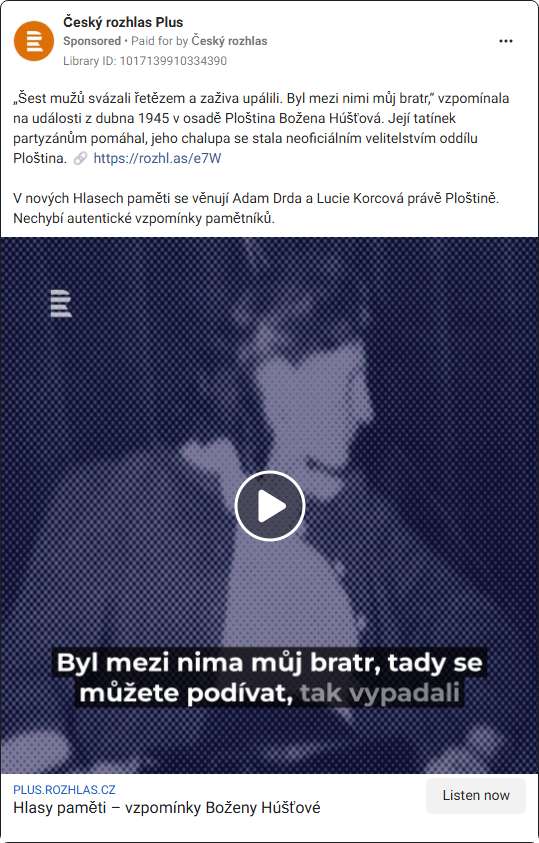 Český rozhlas Plus
Sponsored • Paid for by Český rozhlas
Library ID: 1017139910334390
„Šest mužů svázali řetězem a zaživa upálili. Byl mezi nimi můj bratr,“ vzpomínala
na události z dubna 1945 v osadě Ploština Božena Húšťová. Její tatínek
partyzánům pomáhal, jeho chalupa se stala neoficiálním velitelstvím oddílu
Ploština. 🔗 https://rozhl.as/e7W
V nových Hlasech paměti se věnují Adam Drda a Lucie Korcová právě Ploštině.
Nechybí autentické vzpomínky pamětníků.
Byl mezi nima můj bratr, tady se
můžete podívat, tak vypadali
PLUS.ROZHLAS.CZ
Hlasy paměti – vzpomínky Boženy Húšťové
Listen now